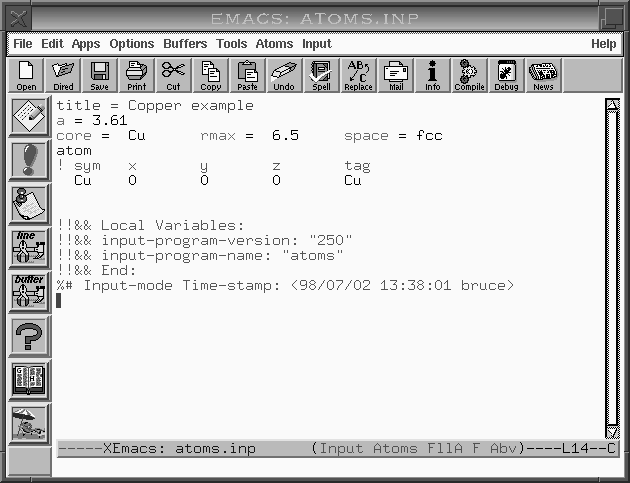 EMACS: ATOMS.INP
File Edit Apps Options Buffers Tools Atoms Input Help
Open Dired Save Print Cut Copy Paste Undo Spell Replace Mail Info Compile Debug News
title = Copper example
a = 3.61
core = Cu rmax = 6.5 space = fcc
atom
! sym x y z tag
Cu 0 0 0 Cu
!!&& Local Variables:
!!&& input-program-version: "250"
!!&& input-program-name: "atoms"
!!&& End:
%# Input-mode Time-stamp: <98/07/02 13:38:01 bruce>
line
buffer
-----XEmacs: atoms.inp (Input Atoms FllA F Abv)----L14--C